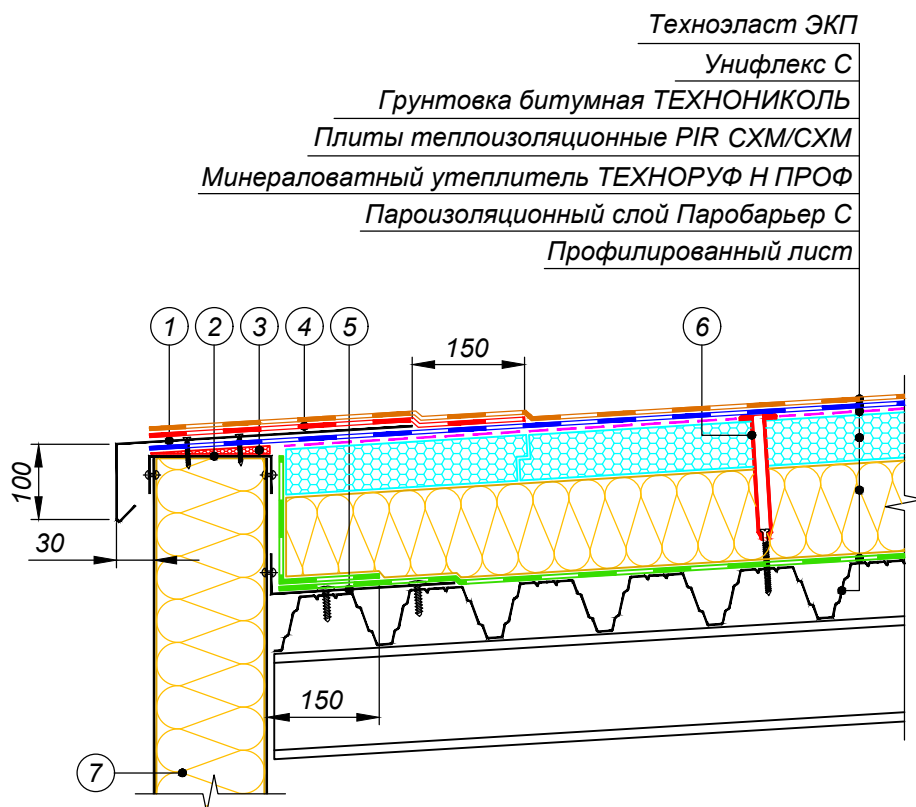 Техноэласт ЭКП
Унифлекс С
Грунтовка битумная ТЕХНОНИКОЛЬ
Плиты теплоизоляционные PIR СХМ/СХМ
Минераловатный утеплитель ТЕХНОРУФ Н ПРОФ
Пароизоляционный слой Паробарьер С
Профилированный лист
1 2 3 4 5 6
150
100
30
150
7